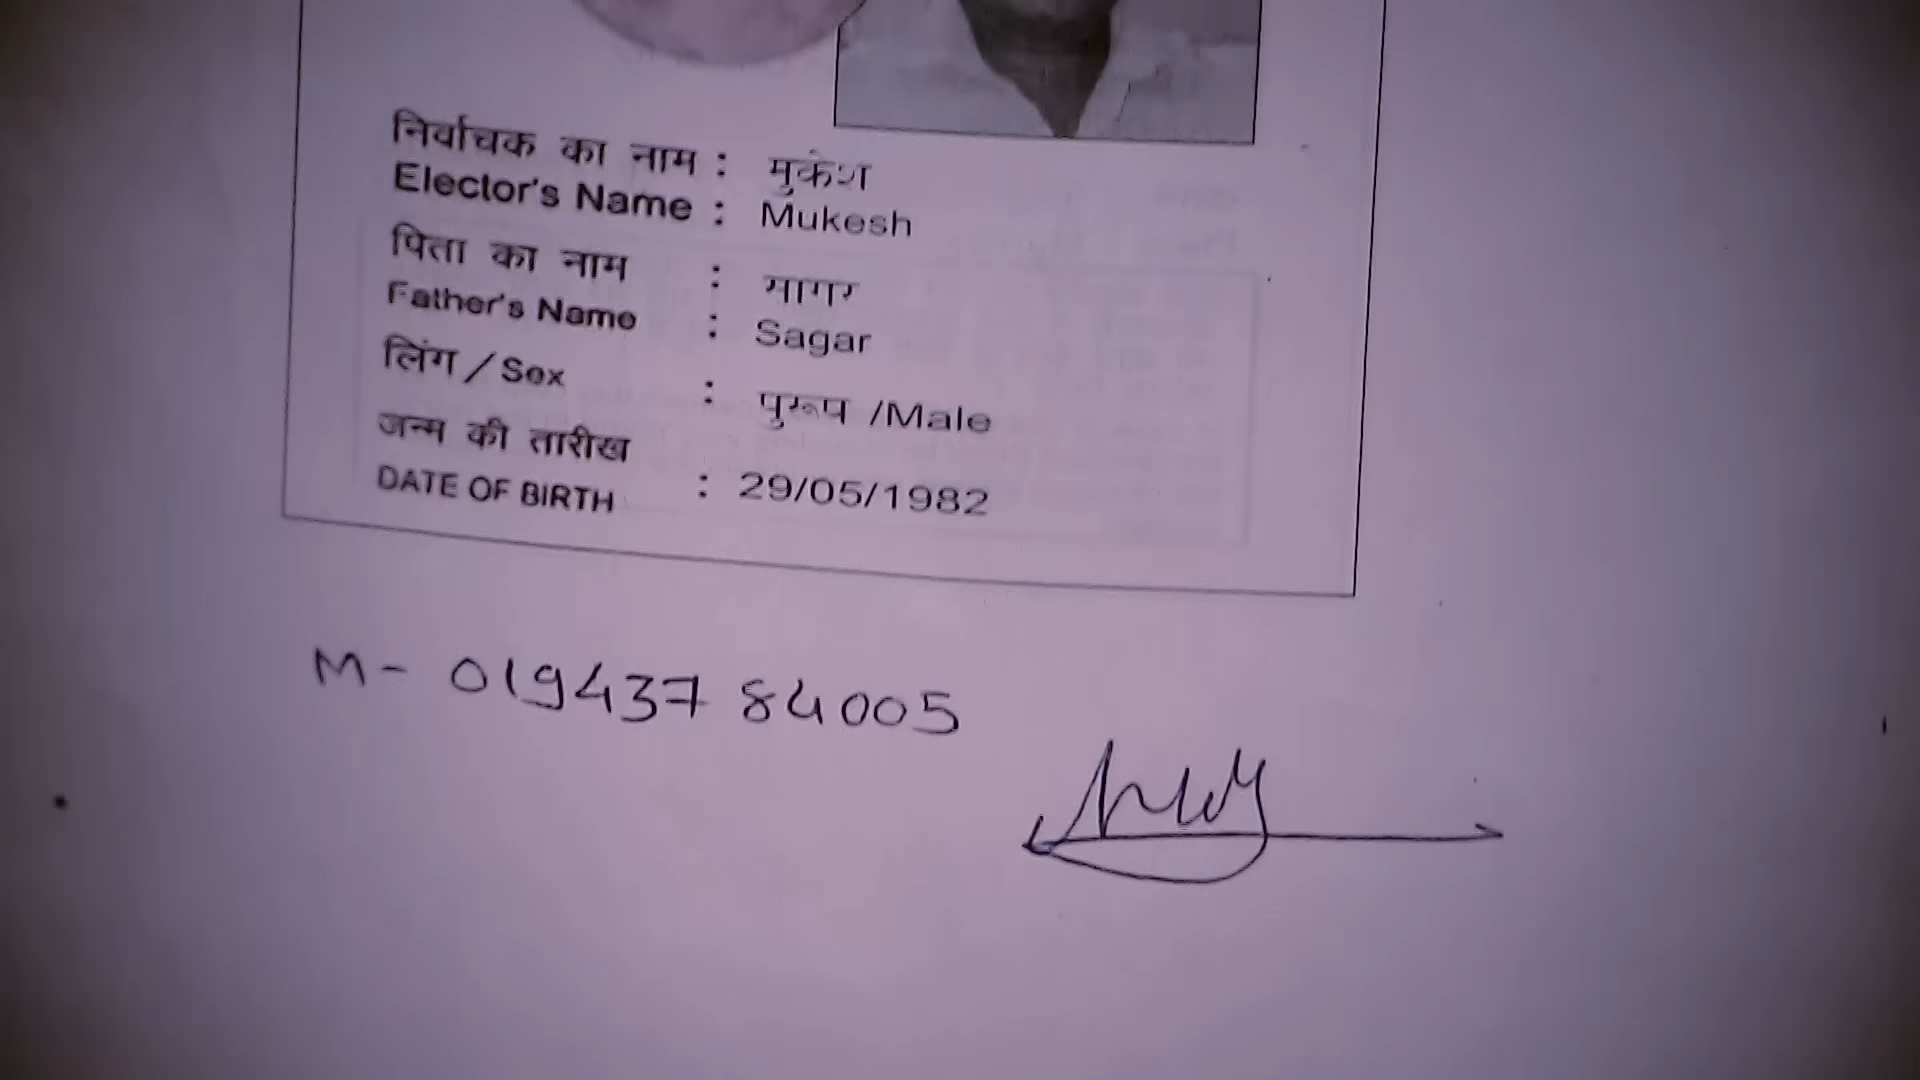 निर्वाचक का नाम : मुकेश
Elector's Name : Mukesh
पिता का नाम : सागर
Father's Name : Sagar
लिंग / Sex : पुरूष /Male
जन्म की तारीख
DATE OF BIRTH : 29/05/1982
M- 01943784005